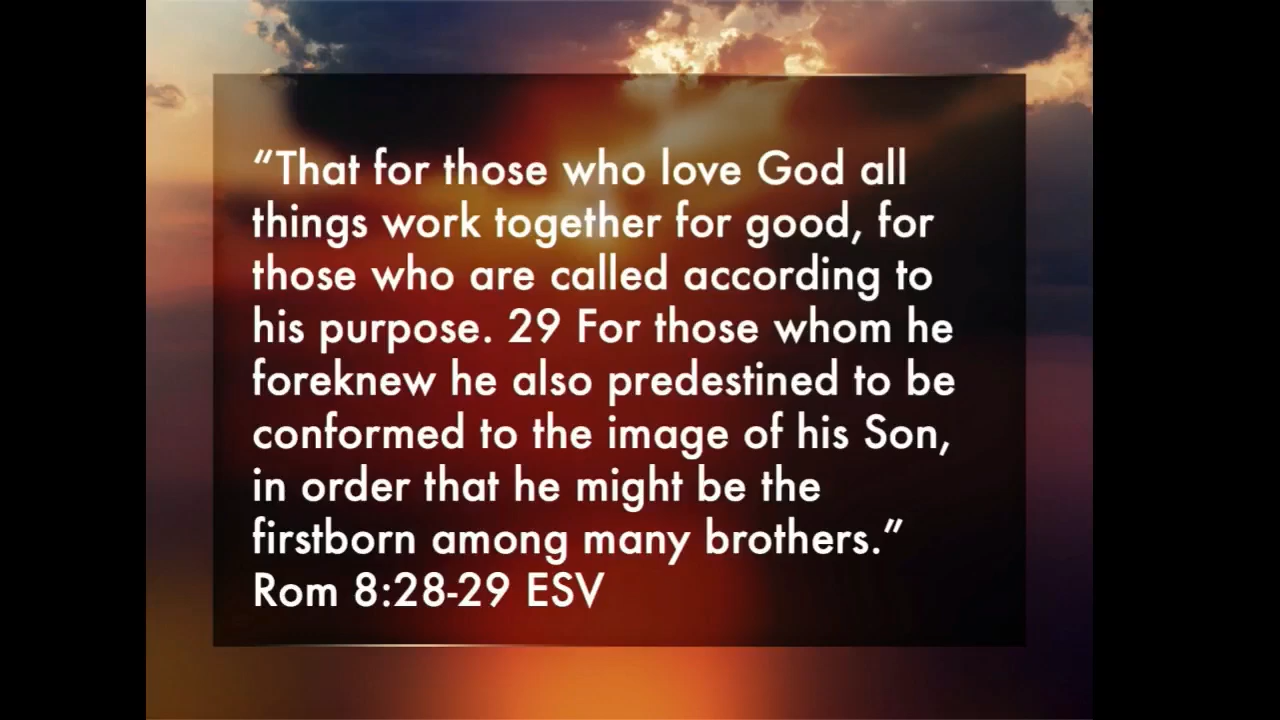 “That for those who love God all
things work together for good, for
those who are called according to
his purpose. 29 For those whom he
foreknew he also predestined to be
conformed to the image of his Son,
in order that he might be the
firstborn among many brothers.”
Rom 8:28-29 ESV